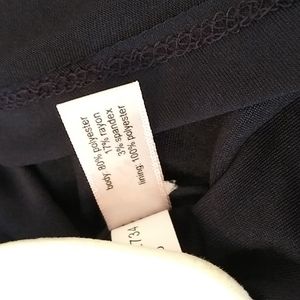 body: 80% polyester
17% rayon
3% spandex
lining: 100% polyester
734